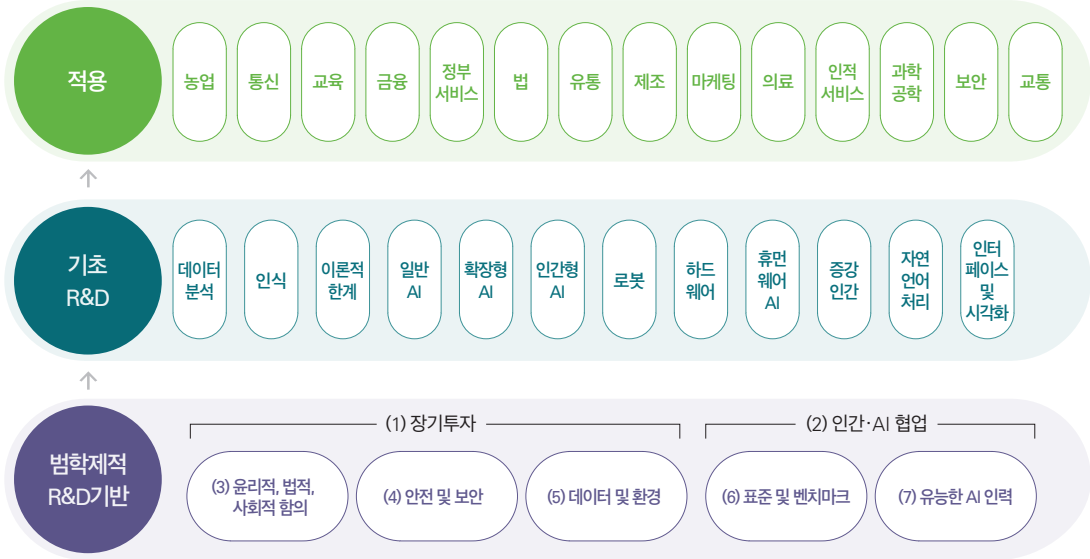 적용
농업
통신
교육
금융
정부
서비스
법
유통
제조
마케팅
의료
인적
서비스
과학
공학
보안
교통
기초
R&D
데이터
분석
인식
이론적
한계
일반
AI
확장형
AI
인간형
AI
로봇
하드
웨어
휴먼
웨어
AI
증강
인간
자연
언어
처리
인터
페이스
및
시각화
범학제적
R&D기반
(1) 장기투자
(2) 인간·AI 협업
(3) 윤리적, 법적,
사회적 함의
(4) 안전 및 보안
(5) 데이터 및 환경
(6) 표준 및 벤치마크
(7) 유능한 AI 인력